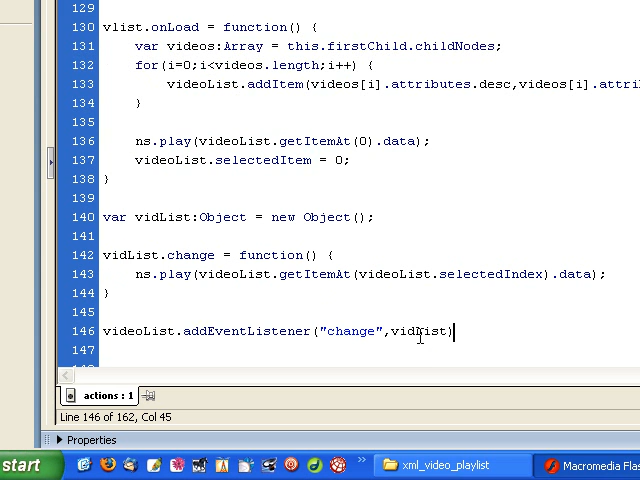 129
130 vlist.onLoad = function() {
131 var videos:Array = this.firstChild.childNodes;
132 for(i=0;i<videos.length;i++) {
133 videoList.addItem(videos[i].attributes.desc,videos[i].attri
134 }
135
136 ns.play(videoList.getItemAt(0).data);
137 videoList.selectedItem = 0;
138 }
139
140 var vidList:Object = new Object();
141
142 vidList.change = function() {
143 ns.play(videoList.getItemAt(videoList.selectedIndex).data);
144 }
145
146 videoList.addEventListener("change",vidList)
147
actions : 1
Line 146 of 162, Col 45
Properties
start
xml_video_playlist
Macromedia Flas